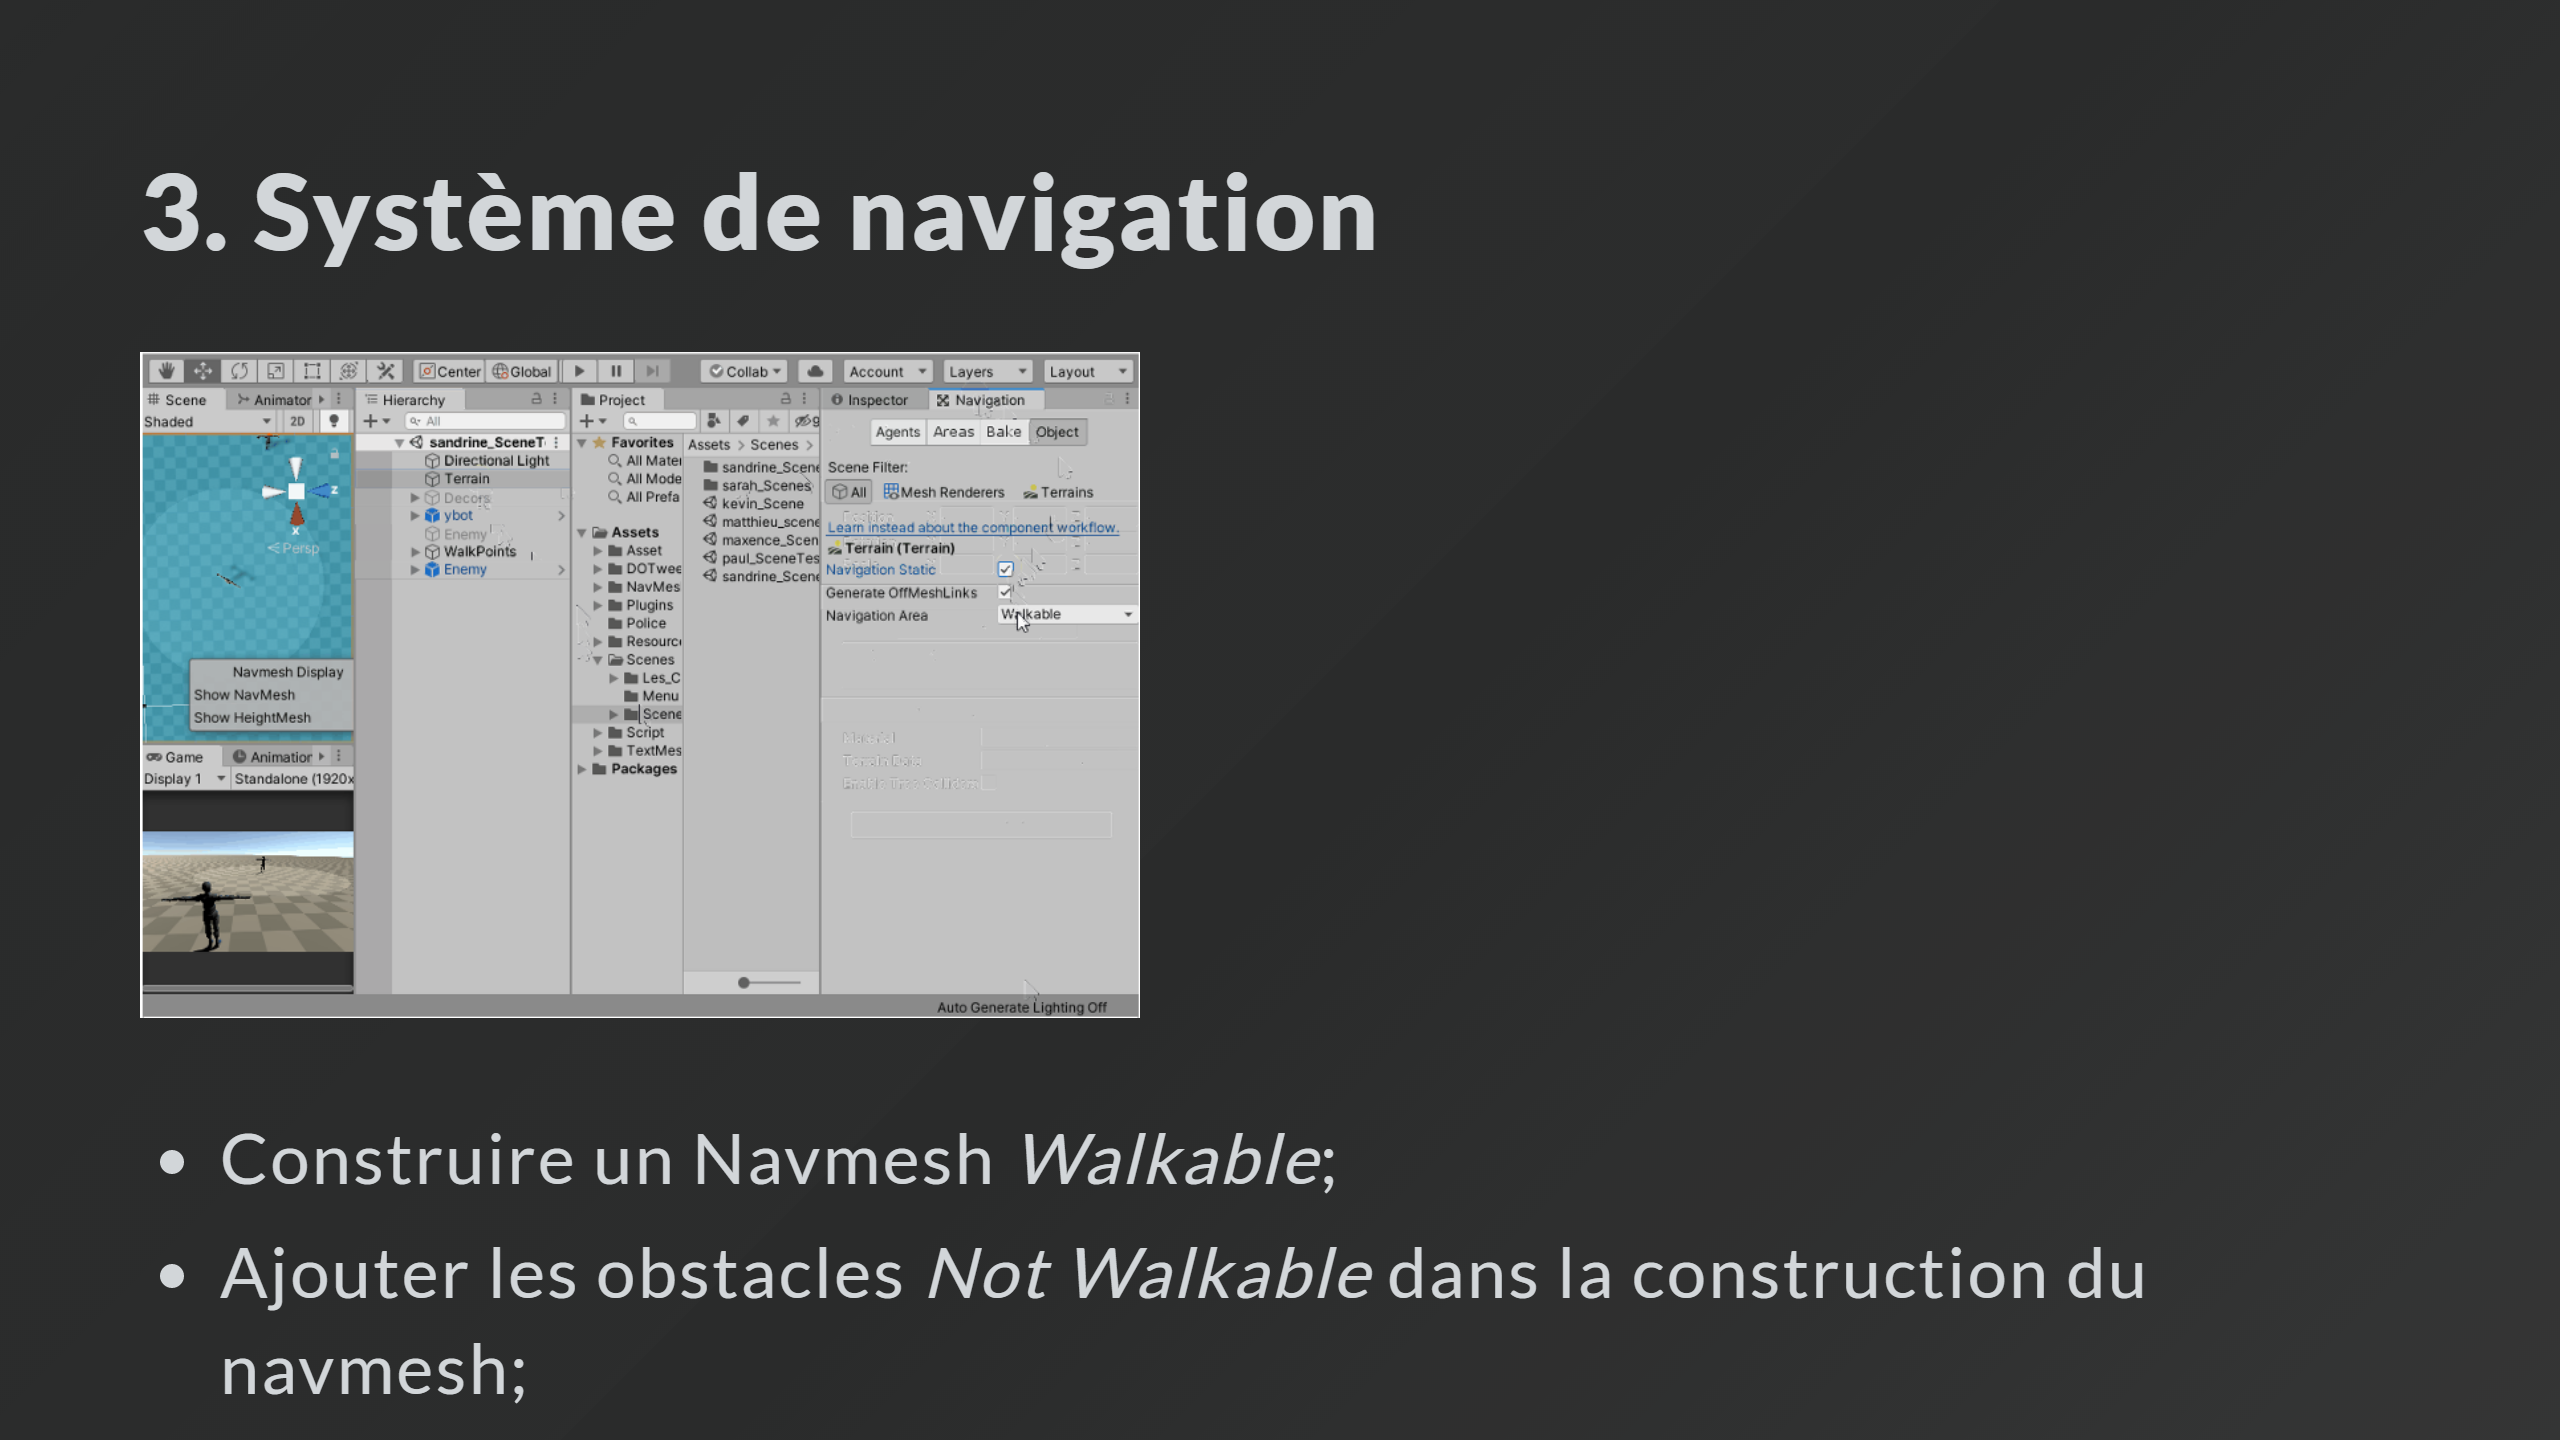 3. Système de navigation
Center Global Collab Account Layers Layout
Scene Animator
Shaded 2D
Persp
z
x
Navmesh Display
Show NavMesh
Show HeightMesh
Game Animation
Display 1 Standalone (1920x
Hierarchy
All
sandrine_SceneT
Directional Light
Terrain
Decors
ybot
Enemy
WalkPoints
Enemy
Project
Favorites
All Mater
All Mode
All Prefa
Assets
Asset
DOTwee
NavMes
Plugins
Police
Resourc
Scenes
Les_C
Menu
Scene
Script
TextMes
Packages
Assets > Scenes >
sandrine_Scene
sarah_Scenes
kevin_Scene
matthieu_scene
maxence_Scen
paul_SceneTes
sandrine_Scene
Inspector Navigation
Agents Areas Bake Object
Scene Filter:
All Mesh Renderers Terrains
Learn instead about the component workflow.
Terrain (Terrain)
Navigation Static
Generate OffMeshLinks
Navigation Area Walkable
Material
Terrain Data
Auto Generate Lighting Off
• Construire un Navmesh Walkable;
• Ajouter les obstacles Not Walkable dans la construction du
navmesh;